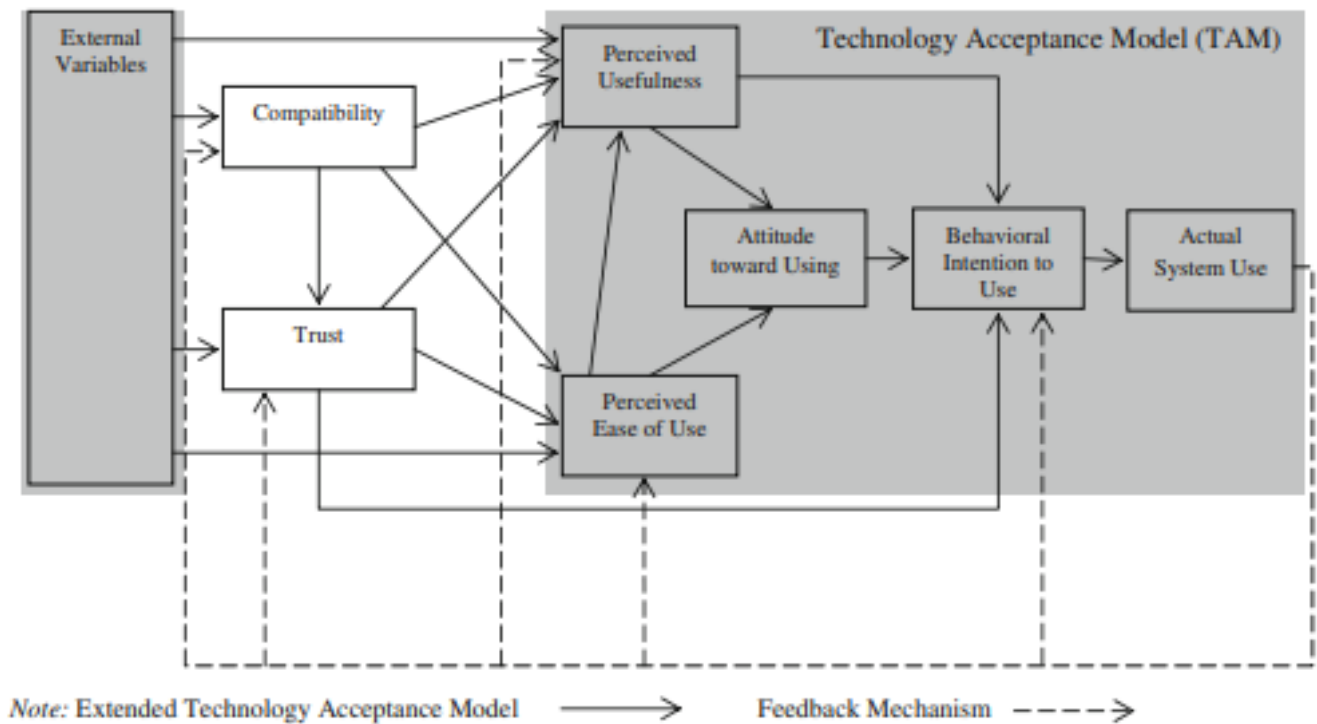 External
Variables
Compatibility
Trust
Perceived
Usefulness
Technology Acceptance Model (TAM)
Attitude
toward Using
Behavioral
Intention to
Use
Actual
System Use
Perceived
Ease of Use
Note: Extended Technology Acceptance Model
Feedback Mechanism